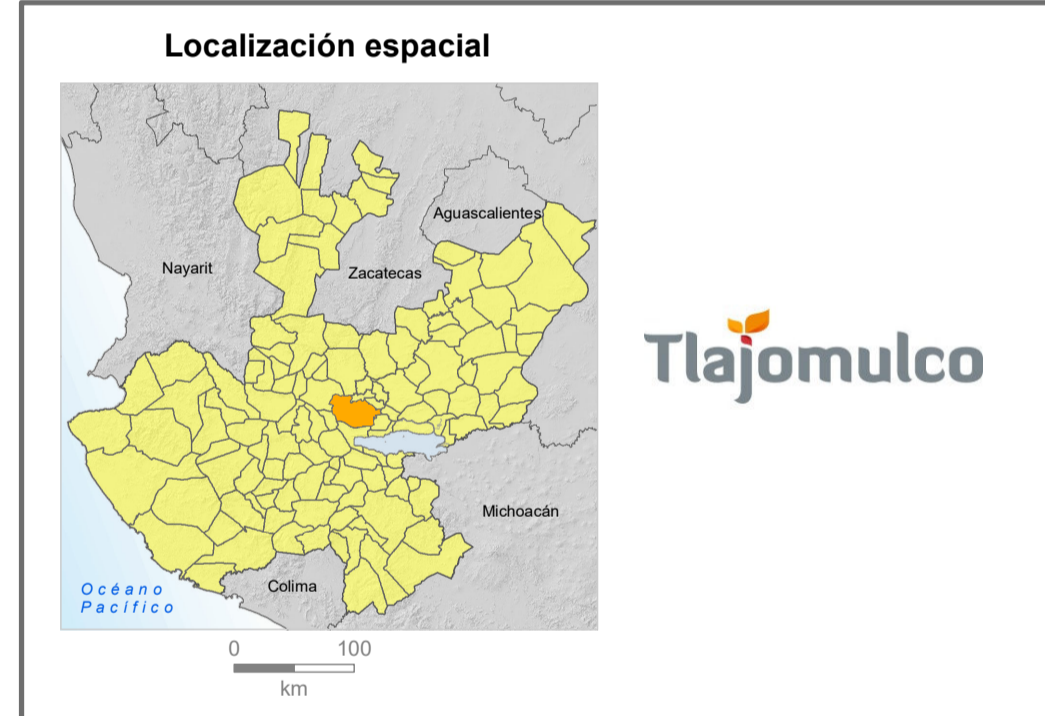 Localización espacial
Aguascalientes
Nayarit
Zacatecas
Michoacán
Colima
Océano
Pacífico
0 100
km
Tlajomulco